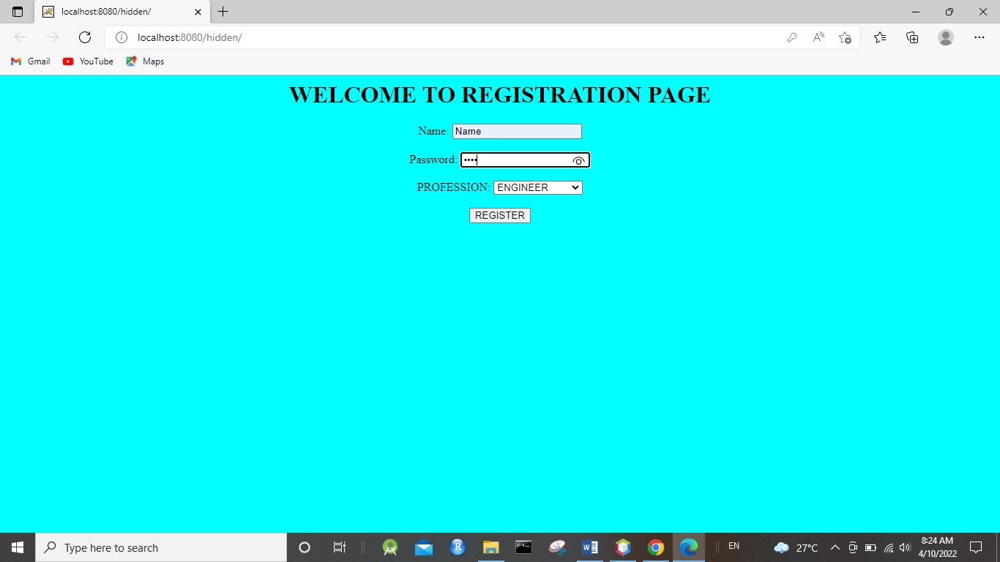 localhost:8080/hidden/
localhost:8080/hidden/
Gmail YouTube Maps
WELCOME TO REGISTRATION PAGE
Name: Name
Password: ••••
PROFESSION: ENGINEER
REGISTER
Type here to search
EN
27°C
8:24 AM
4/10/2022